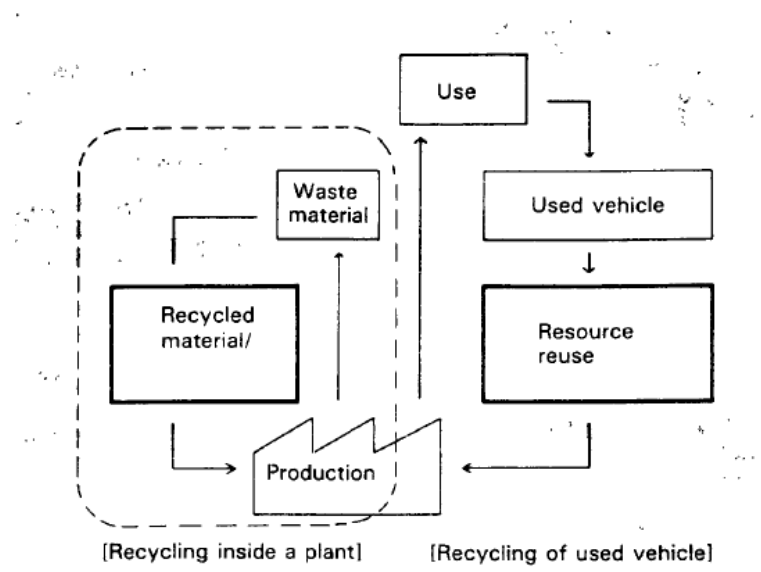 Use
Waste
material
Used vehicle
Recycled
material/
Resource
reuse
Production
[Recycling inside a plant]
[Recycling of used vehicle]